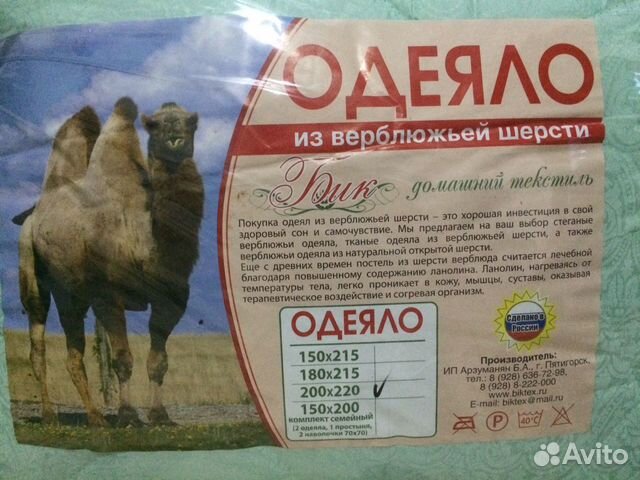 ОДЕЯЛО
из верблюжьей шерсти
Бик домашний текстиль
Покупка одеял из верблюжьей шерсти – это хорошая инвестиция в свой
здоровый сон и самочувствие. Мы предлагаем на ваш выбор стеганые
верблюжьи одеяла, тканые одеяла из верблюжьей шерсти, а также
верблюжьи одеяла из натуральной открытой шерсти.
Еще с древних времен постель из шерсти верблюда считается лечебной
благодаря повышенному содержанию ланолина. Ланолин, нагреваясь от
температуры тела, легко проникает в кожу, мышцы, суставы, оказывая
терапевтическое воздействие и согревая организм.
ОДЕЯЛО
150x215
180x215
200x220
150x200
комплект семейный
(2 одеяла, 1 простыня,
2 наволочки 70x70)
Сделано в
России
Производитель:
ИП Арзуманян Б.А., г. Пятигорск,
тел.: 8 (928) 636-72-98,
8 (928) 8-222-000
www.biktex.ru
E-mail: biktex@mail.ru
P 40°C
Avito